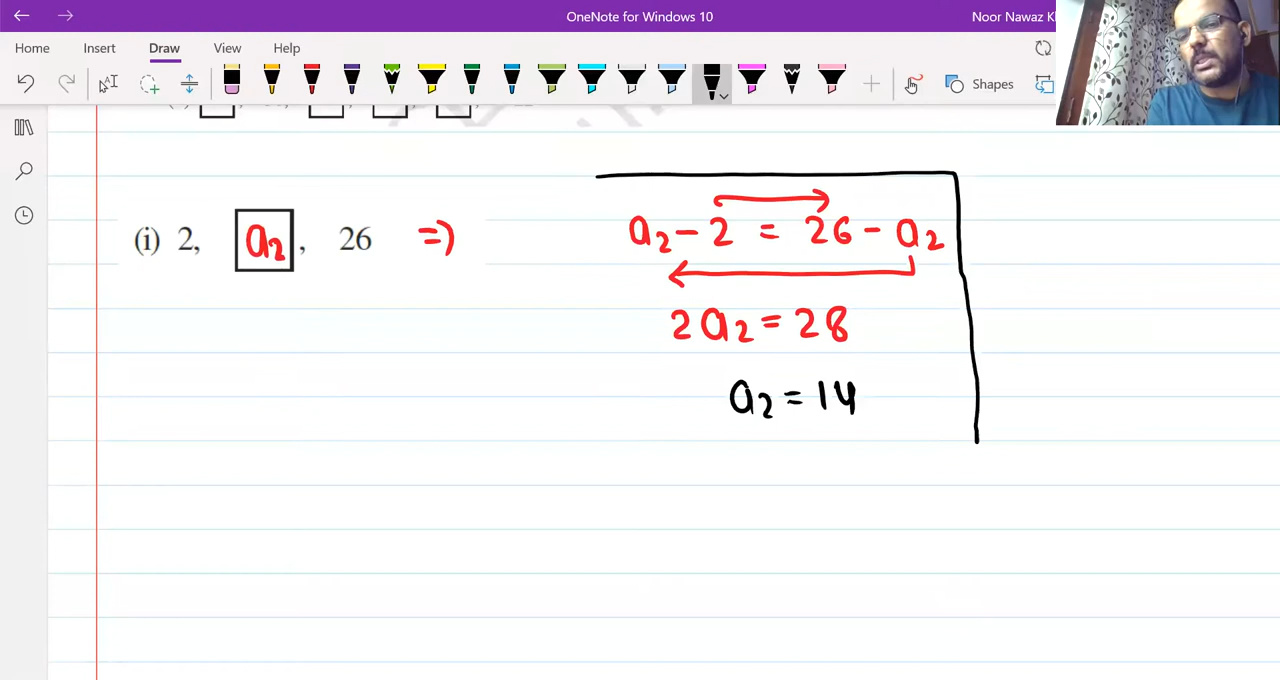 OneNote for Windows 10
Noor Nawaz
Home Insert Draw View Help
Shapes
(i) 2, a₂, 26 =>
a₂ - 2 = 26 - a₂
2a₂ = 28
a₂ = 14